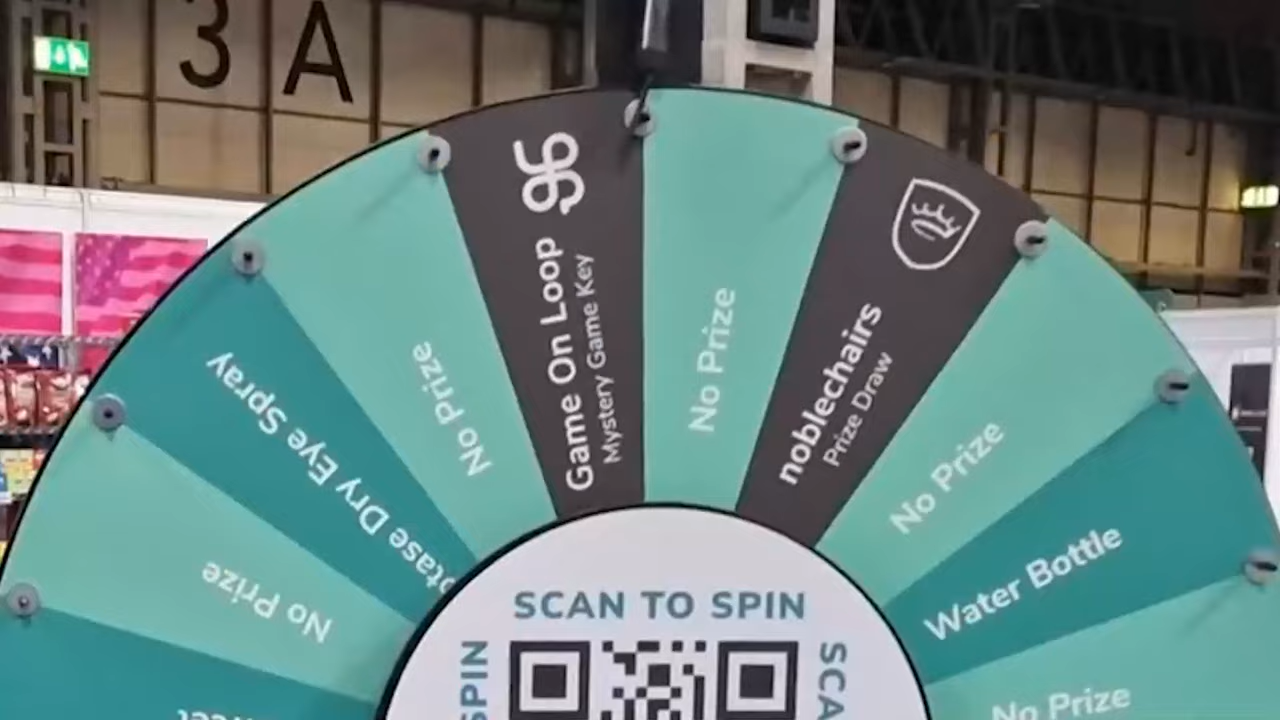 3A
Game On Loop
Mystery Game Key
No Prize
noblechairs
Prize Draw
No Prize
Water Bottle
No Prize
No Prize
Dry Eye Spray
No Prize
SCAN TO SPIN
SPIN